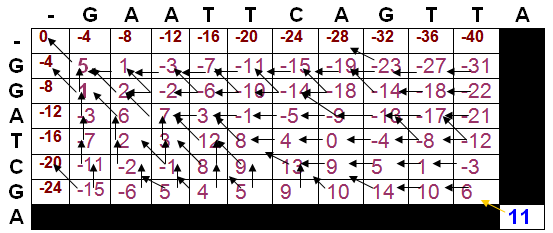 - G A A T T C A G T T A
- 0 -4 -8 -12 -16 -20 -24 -28 -32 -36 -40
G -4 5 1 -3 -7 -11 -15 -19 -23 -27 -31
G -8 1 2 -2 -6 -10 -14 -18 -14 -18 -22
A -12 -3 6 7 3 -1 -5 -9 -13 -17 -21
T -16 -7 2 3 12 8 4 0 -4 -8 -12
C -20 -11 -2 -1 8 9 13 9 5 1 -3
G -24 -15 -6 5 4 5 9 10 14 10 6
A 11